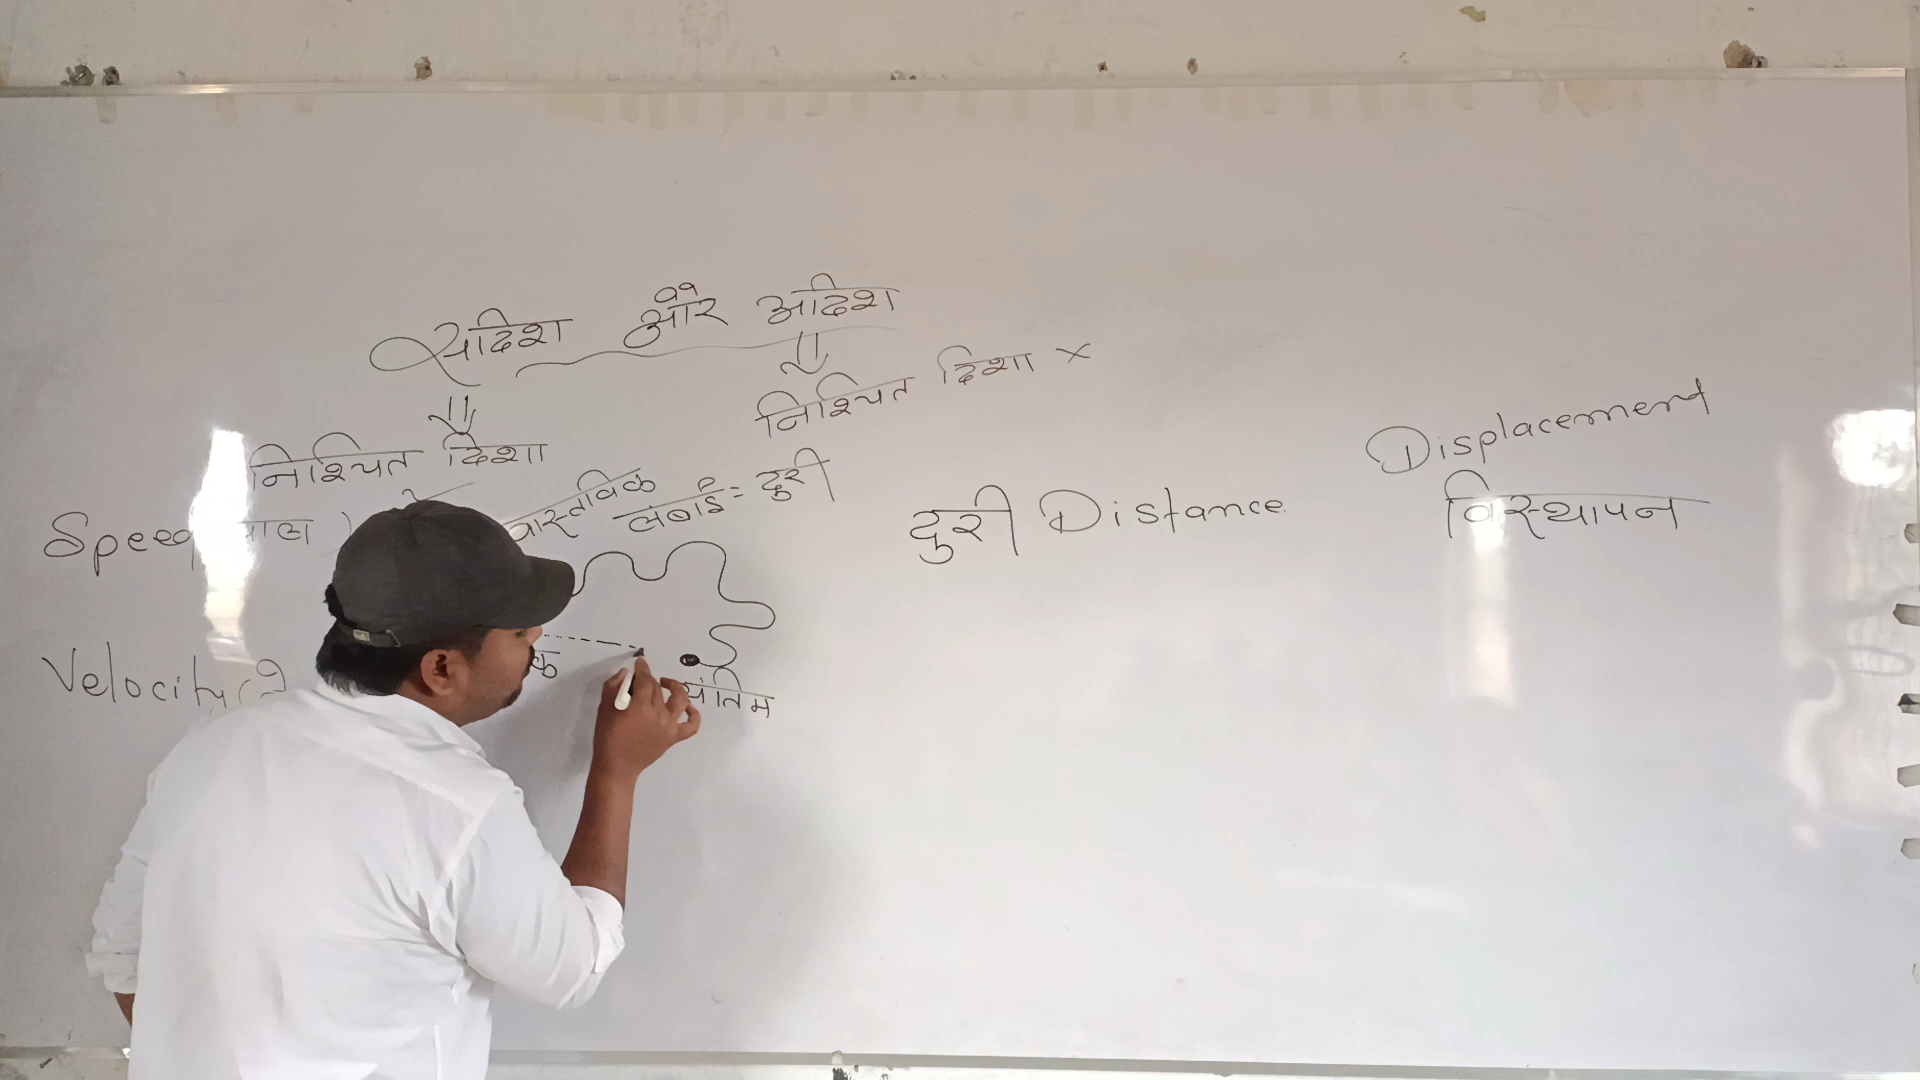 सदिश और अदिश
निश्चित दिशा ×
निश्चित दिशा
वास्तविक
लंबाई = दुरी
Speed
Velocity
अंतिम
दुरी Distance
Displacement
विस्थापन